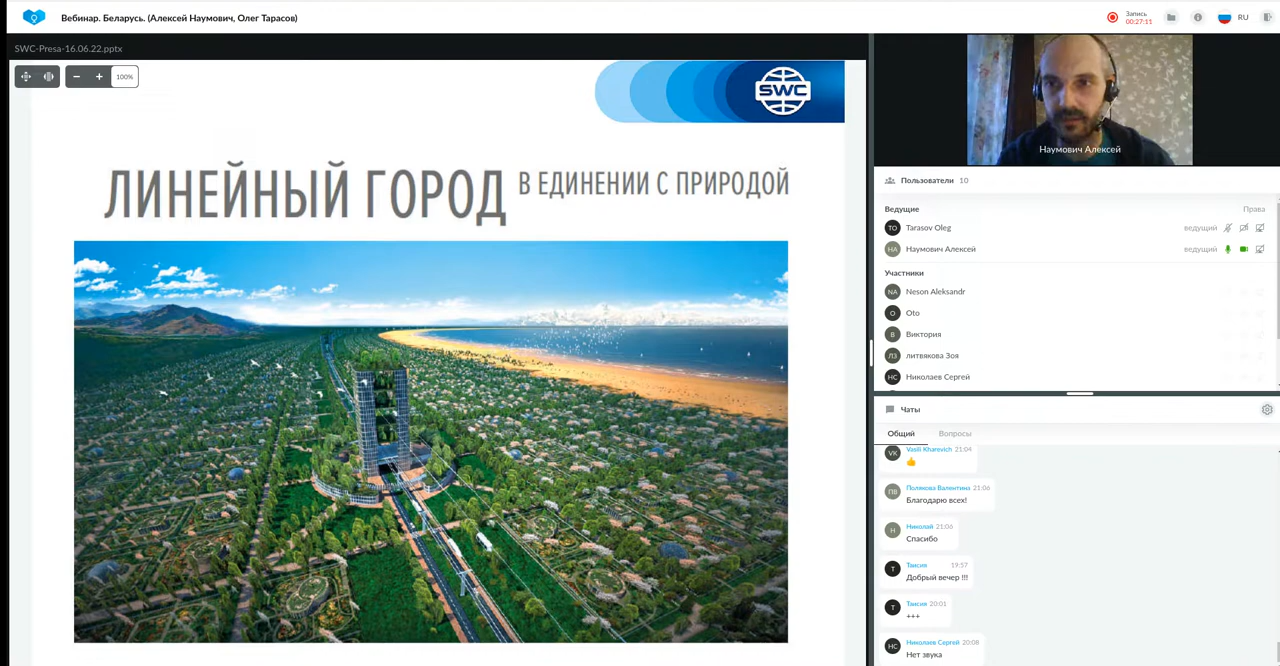 Вебинар. Беларусь. (Алексей Наумович, Олег Тарасов)
Запись
00:27:11
RU
SWC-Presa-16.06.22.pptx
100%
SWC
ЛИНЕЙНЫЙ ГОРОД В ЕДИНЕНИИ С ПРИРОДОЙ
Наумович Алексей
Пользователи 10
Ведущие Права
TO Tarasov Oleg ведущий
НА Наумович Алексей ведущий
Участники
NA Neson Aleksandr
O Oto
В Виктория
ЛЗ литвякова Зоя
НС Николаев Сергей
Чаты
Общий Вопросы
VK Vasili Kharevich 21:04
👍
ПВ Полякова Валентина 21:06
Благодарю всех!
Н Николай 21:06
Спасибо
Т Таисия 19:57
Добрый вечер !!!
Т Таисия 20:01
+++
НС Николаев Сергей 20:08
Нет звука